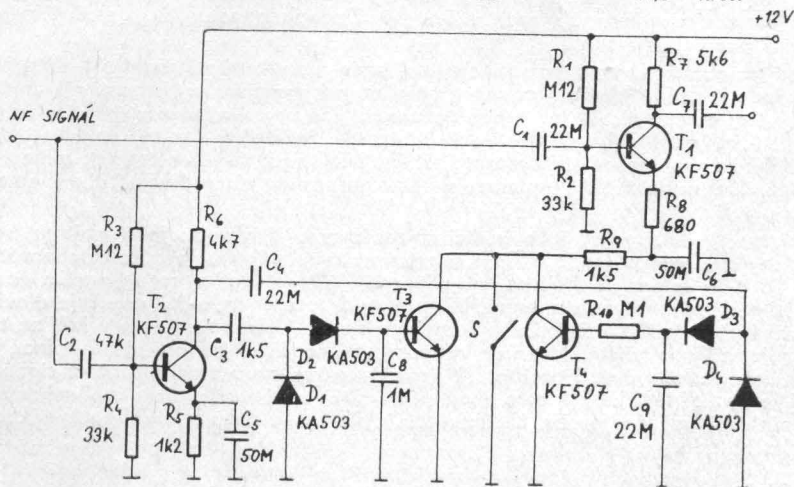 +12V
R7 5k6
R1
M12
C7
22M
NF SIGNÁL
C1
22M
T1
KF507
R2
33k
R8
680
R3
M12
R6
4k7
C4
22M
R9
1k5
50M
C6
T2
KF507
T3
KF507
S
R10 M1
KA503
D3
C2
47k
C3
1k5
D2
KA503
D1
C8
1M
T4
KF507
C9
22M
D4
KA503
R4
33k
R5
1k2
C5
50M